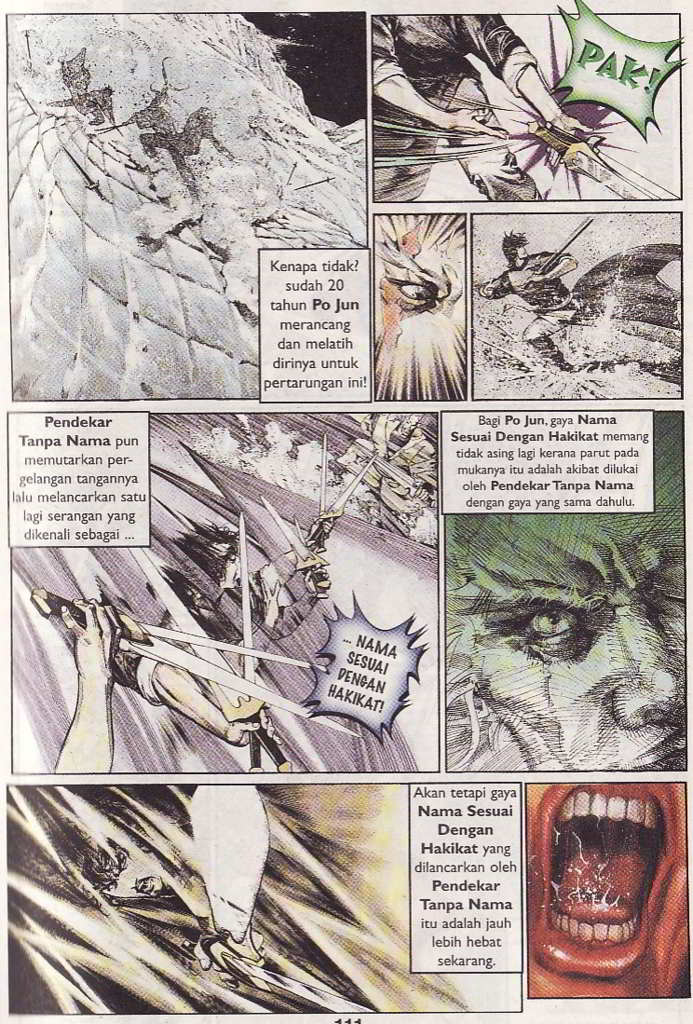 PAK!
Kenapa tidak?
sudah 20
tahun Po Jun
merancang
dan melatih
dirinya untuk
pertarungan ini!
Pendekar
Tanpa Nama pun
memutarkan per-
gelangan tangannya
lalu melancarkan satu
lagi serangan yang
dikenali sebagai ...
... NAMA
SESUAI
DENGAN
HAKIKAT!
Bagi Po Jun, gaya Nama
Sesuai Dengan Hakikat memang
tidak asing lagi kerana parut pada
mukanya itu adalah akibat dilukai
oleh Pendekar Tanpa Nama
dengan gaya yang sama dahulu.
Akan tetapi gaya
Nama Sesuai
Dengan
Hakikat yang
dilancarkan oleh
Pendekar
Tanpa Nama
itu adalah jauh
lebih hebat
sekarang.
111